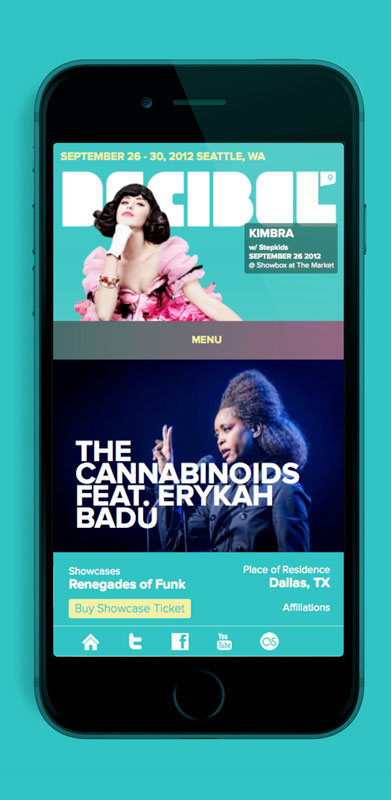 SEPTEMBER 26 - 30, 2012 SEATTLE, WA
DECIBEL 9
KIMBRA
w/ Stepkids
SEPTEMBER 26 2012
@ Showbox at The Market
MENU
THE
CANNABINOIDS
FEAT. ERYKAH
BADU
Showcases
Renegades of Funk
Buy Showcase Ticket
Place of Residence
Dallas, TX
Affiliations
You
Tube